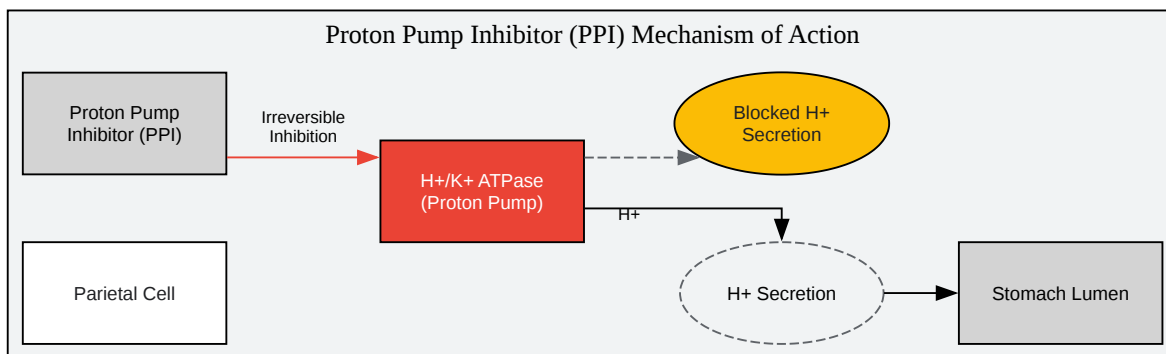 Proton Pump Inhibitor (PPI) Mechanism of Action
Proton Pump
Inhibitor (PPI)
Irreversible
Inhibition
H+/K+ ATPase
(Proton Pump)
Blocked H+
Secretion
H+
Parietal Cell
H+ Secretion
Stomach Lumen